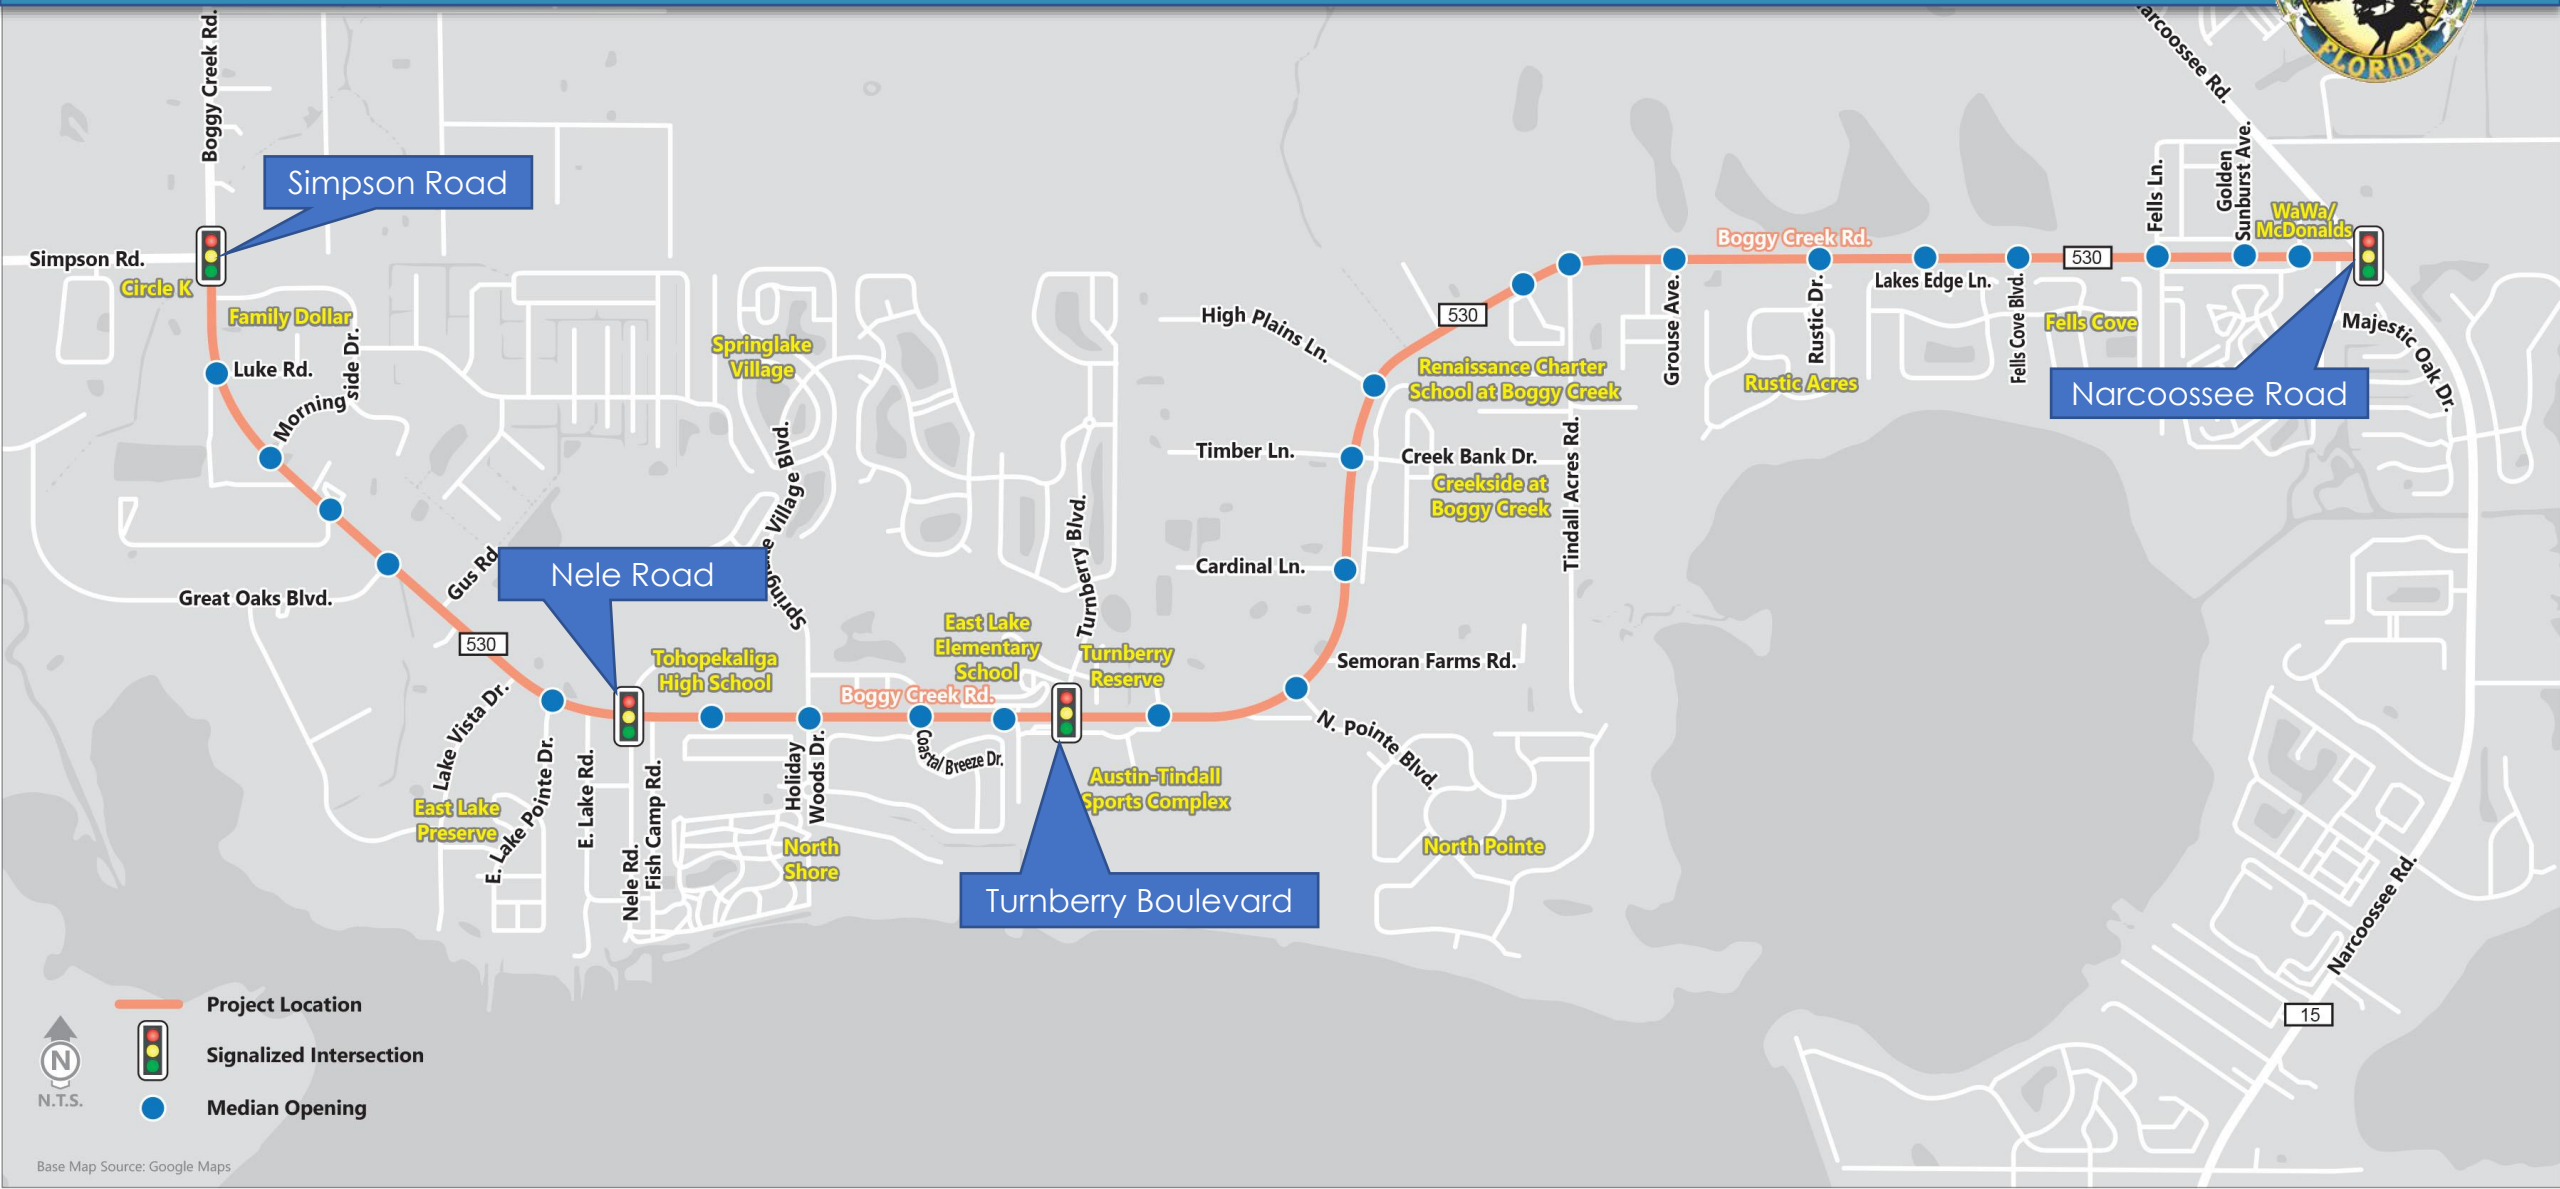 Boggy Creek Rd.
arcoossee Rd.
FLORIDA
Simpson Road
Simpson Rd.
Circle K
Family Dollar
Luke Rd.
Morningside Dr.
Great Oaks Blvd.
Gus Rd
530
Lake Vista Dr.
East Lake
Preserve
E. Lake Pointe Dr.
E. Lake Rd.
Nele Road
Nele Rd.
Fish Camp Rd.
Tohopekaliga
High School
Springlake
Village
Village Blvd.
Holiday
Woods Dr.
North
Shore
Boggy Creek Rd.
Coastal Breeze Dr.
East Lake
Elementary
School
Turnberry Blvd.
Turnberry
Reserve
Austin-Tindall
Sports Complex
Turnberry Boulevard
N. Pointe Blvd.
North Pointe
Semoran Farms Rd.
Cardinal Ln.
Timber Ln.
High Plains Ln.
Creek Bank Dr.
Creekside at
Boggy Creek
Renaissance Charter
School at Boggy Creek
530
Tindall Acres Rd.
Grouse Ave.
Boggy Creek Rd.
Rustic Dr.
Rustic Acres
Lakes Edge Ln.
Fells Cove Blvd.
Fells Cove
530
Fells Ln.
Golden
Sunburst Ave.
WaWa/
McDonalds
Narcoossee Road
Majestic Oak Dr.
Narcoossee Rd.
15
Project Location
Signalized Intersection
Median Opening
N
N.T.S.
Base Map Source: Google Maps